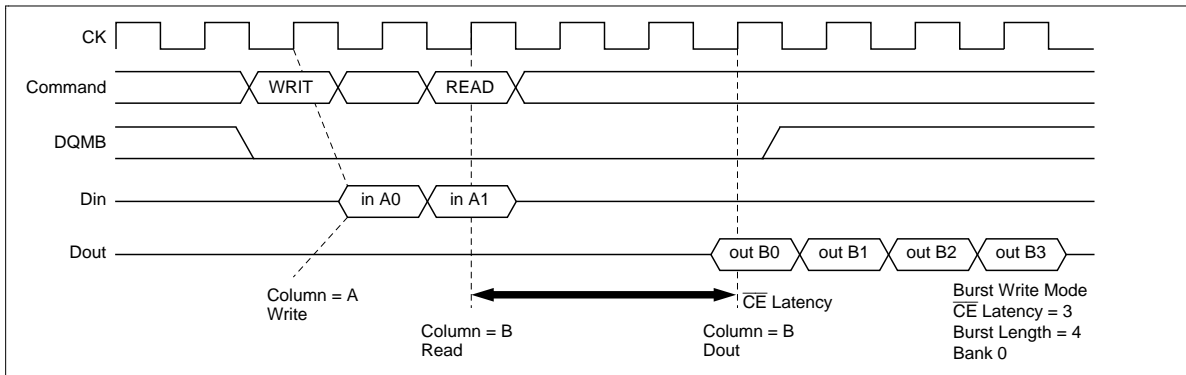 CK
Command
WRIT
READ
DQMB
Din
in A0
in A1
Dout
out B0
out B1
out B2
out B3
Column = A
Write
CE Latency
Column = B
Read
Column = B
Dout
Burst Write Mode
CE Latency = 3
Burst Length = 4
Bank 0